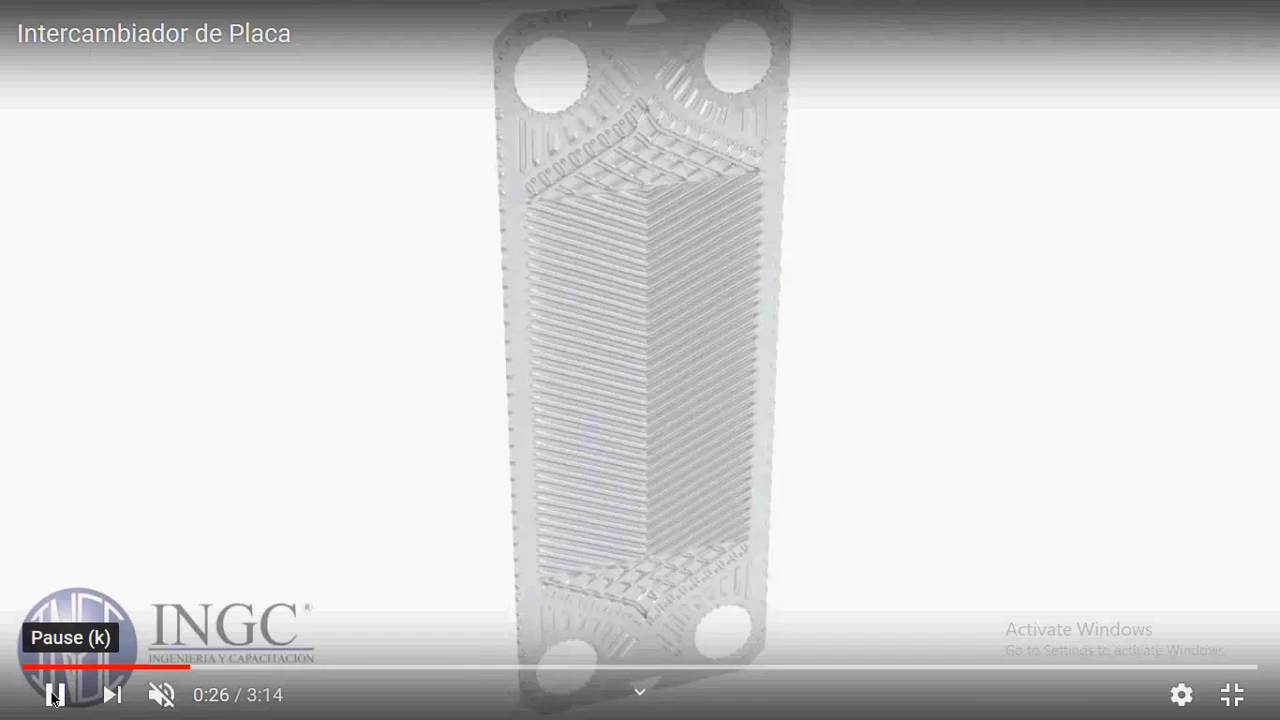 Intercambiador de Placa
INGC®
INGENIERIA Y CAPACITACION
Pause (k)
Activate Windows
Go to Settings to activate Windows.
0:26 / 3:14